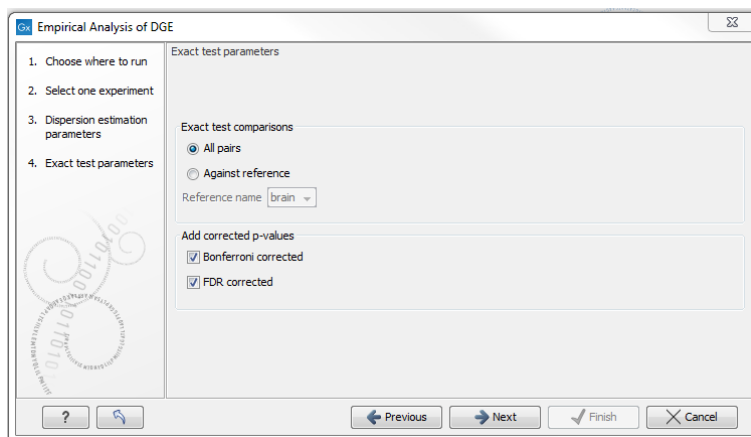 Gx Empirical Analysis of DGE
1. Choose where to run
2. Select one experiment
3. Dispersion estimation
parameters
4. Exact test parameters
Exact test parameters
Exact test comparisons
All pairs
Against reference
Reference name brain
Add corrected p-values
Bonferroni corrected
FDR corrected
? Previous Next Finish Cancel